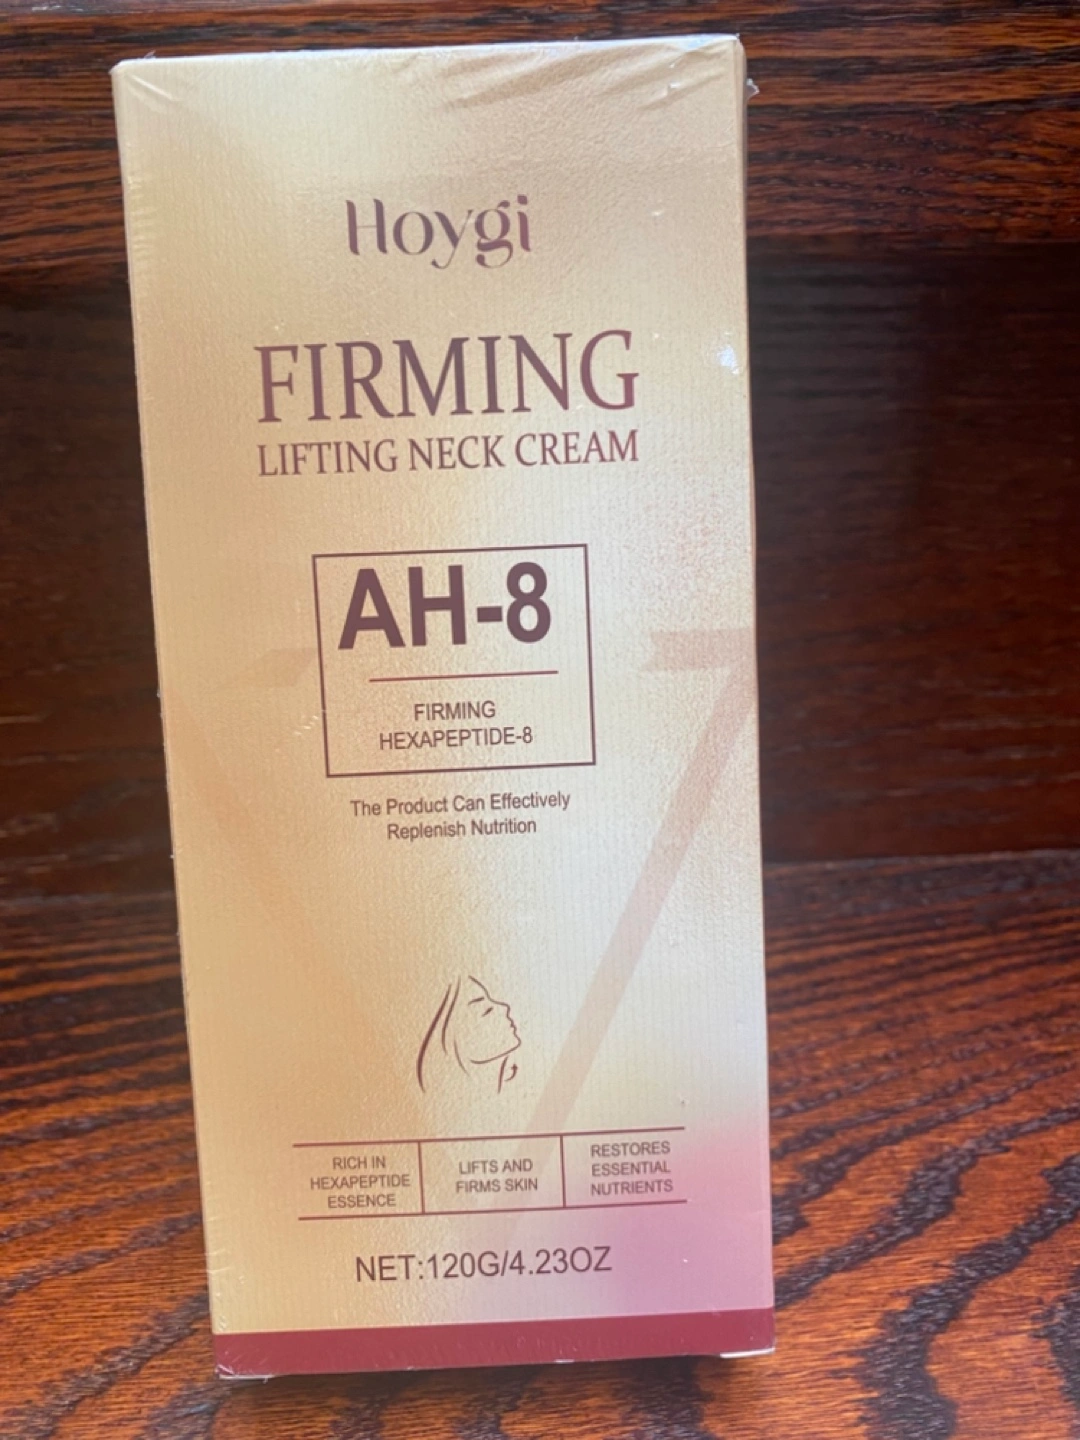 Hoygi
FIRMING
LIFTING NECK CREAM
AH-8
FIRMING
HEXAPEPTIDE-8
The Product Can Effectively
Replenish Nutrition
RICH IN
HEXAPEPTIDE
ESSENCE
LIFTS AND
FIRMS SKIN
RESTORES
ESSENTIAL
NUTRIENTS
NET:120G/4.23OZ